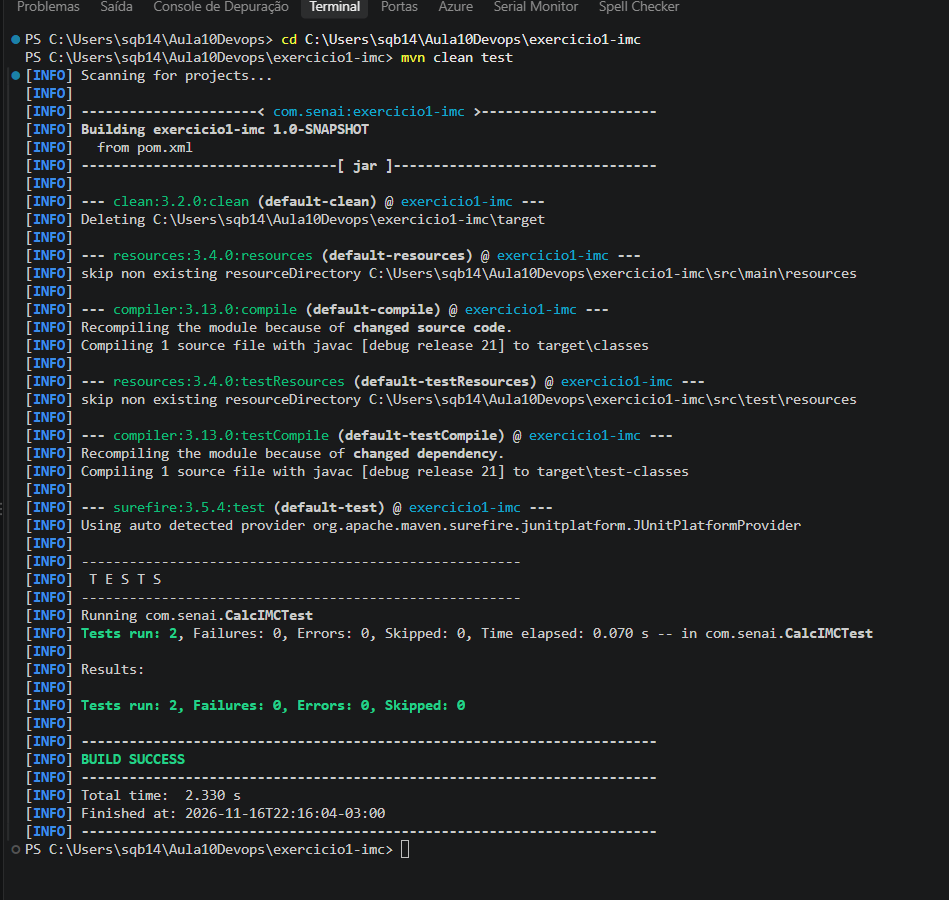 Problemas Saída Console de Depuração Terminal Portas Azure Serial Monitor Spell Checker
PS C:\Users\sqb14\Aula10Devops> cd C:\Users\sqb14\Aula10Devops\exercicio1-imc
PS C:\Users\sqb14\Aula10Devops\exercicio1-imc> mvn clean test
[INFO] Scanning for projects...
[INFO]
[INFO] ----------------------< com.senai:exercicio1-imc >----------------------
[INFO] Building exercicio1-imc 1.0-SNAPSHOT
[INFO]   from pom.xml
[INFO] --------------------------------[ jar ]---------------------------------
[INFO]
[INFO] --- clean:3.2.0:clean (default-clean) @ exercicio1-imc ---
[INFO] Deleting C:\Users\sqb14\Aula10Devops\exercicio1-imc\target
[INFO]
[INFO] --- resources:3.4.0:resources (default-resources) @ exercicio1-imc ---
[INFO] skip non existing resourceDirectory C:\Users\sqb14\Aula10Devops\exercicio1-imc\src\main\resources
[INFO]
[INFO] --- compiler:3.13.0:compile (default-compile) @ exercicio1-imc ---
[INFO] Recompiling the module because of changed source code.
[INFO] Compiling 1 source file with javac [debug release 21] to target\classes
[INFO]
[INFO] --- resources:3.4.0:testResources (default-testResources) @ exercicio1-imc ---
[INFO] skip non existing resourceDirectory C:\Users\sqb14\Aula10Devops\exercicio1-imc\src\test\resources
[INFO]
[INFO] --- compiler:3.13.0:testCompile (default-testCompile) @ exercicio1-imc ---
[INFO] Recompiling the module because of changed dependency.
[INFO] Compiling 1 source file with javac [debug release 21] to target\test-classes
[INFO]
[INFO] --- surefire:3.5.4:test (default-test) @ exercicio1-imc ---
[INFO] Using auto detected provider org.apache.maven.surefire.junitplatform.JUnitPlatformProvider
[INFO]
[INFO] -------------------------------------------------------
[INFO]  T E S T S
[INFO] -------------------------------------------------------
[INFO] Running com.senai.CalcIMCTest
[INFO] Tests run: 2, Failures: 0, Errors: 0, Skipped: 0, Time elapsed: 0.070 s -- in com.senai.CalcIMCTest
[INFO]
[INFO] Results:
[INFO]
[INFO] Tests run: 2, Failures: 0, Errors: 0, Skipped: 0
[INFO]
[INFO] ------------------------------------------------------------------------
[INFO] BUILD SUCCESS
[INFO] ------------------------------------------------------------------------
[INFO] Total time:  2.330 s
[INFO] Finished at: 2026-11-16T22:16:04-03:00
[INFO] ------------------------------------------------------------------------
PS C:\Users\sqb14\Aula10Devops\exercicio1-imc>